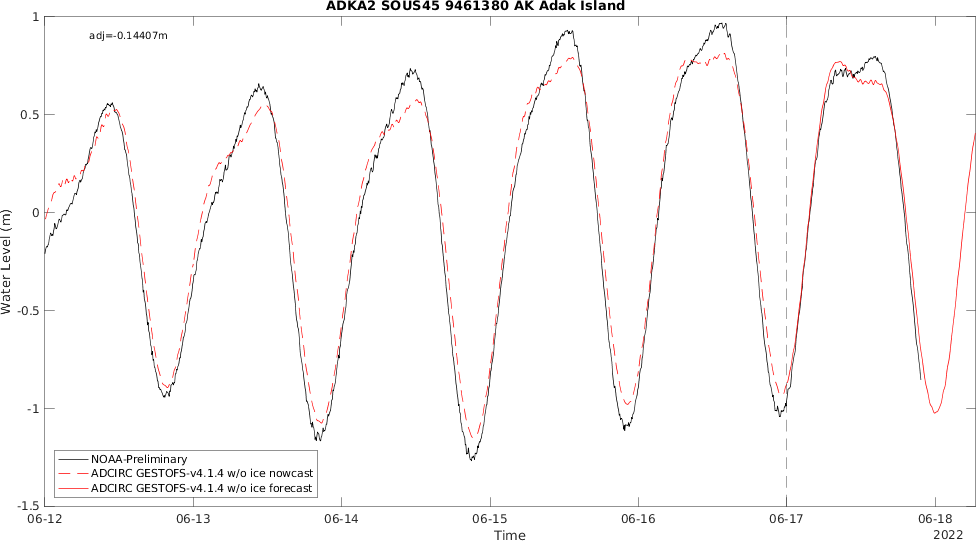 ADKA2 SOUS45 9461380 AK Adak Island
adj=-0.14407m
1
0.5
0
-0.5
-1
-1.5
Water Level (m)
NOAA-Preliminary
ADCIRC GESTOFS-v4.1.4 w/o ice nowcast
ADCIRC GESTOFS-v4.1.4 w/o ice forecast
06-12 06-13 06-14 06-15 06-16 06-17 06-18
Time
2022